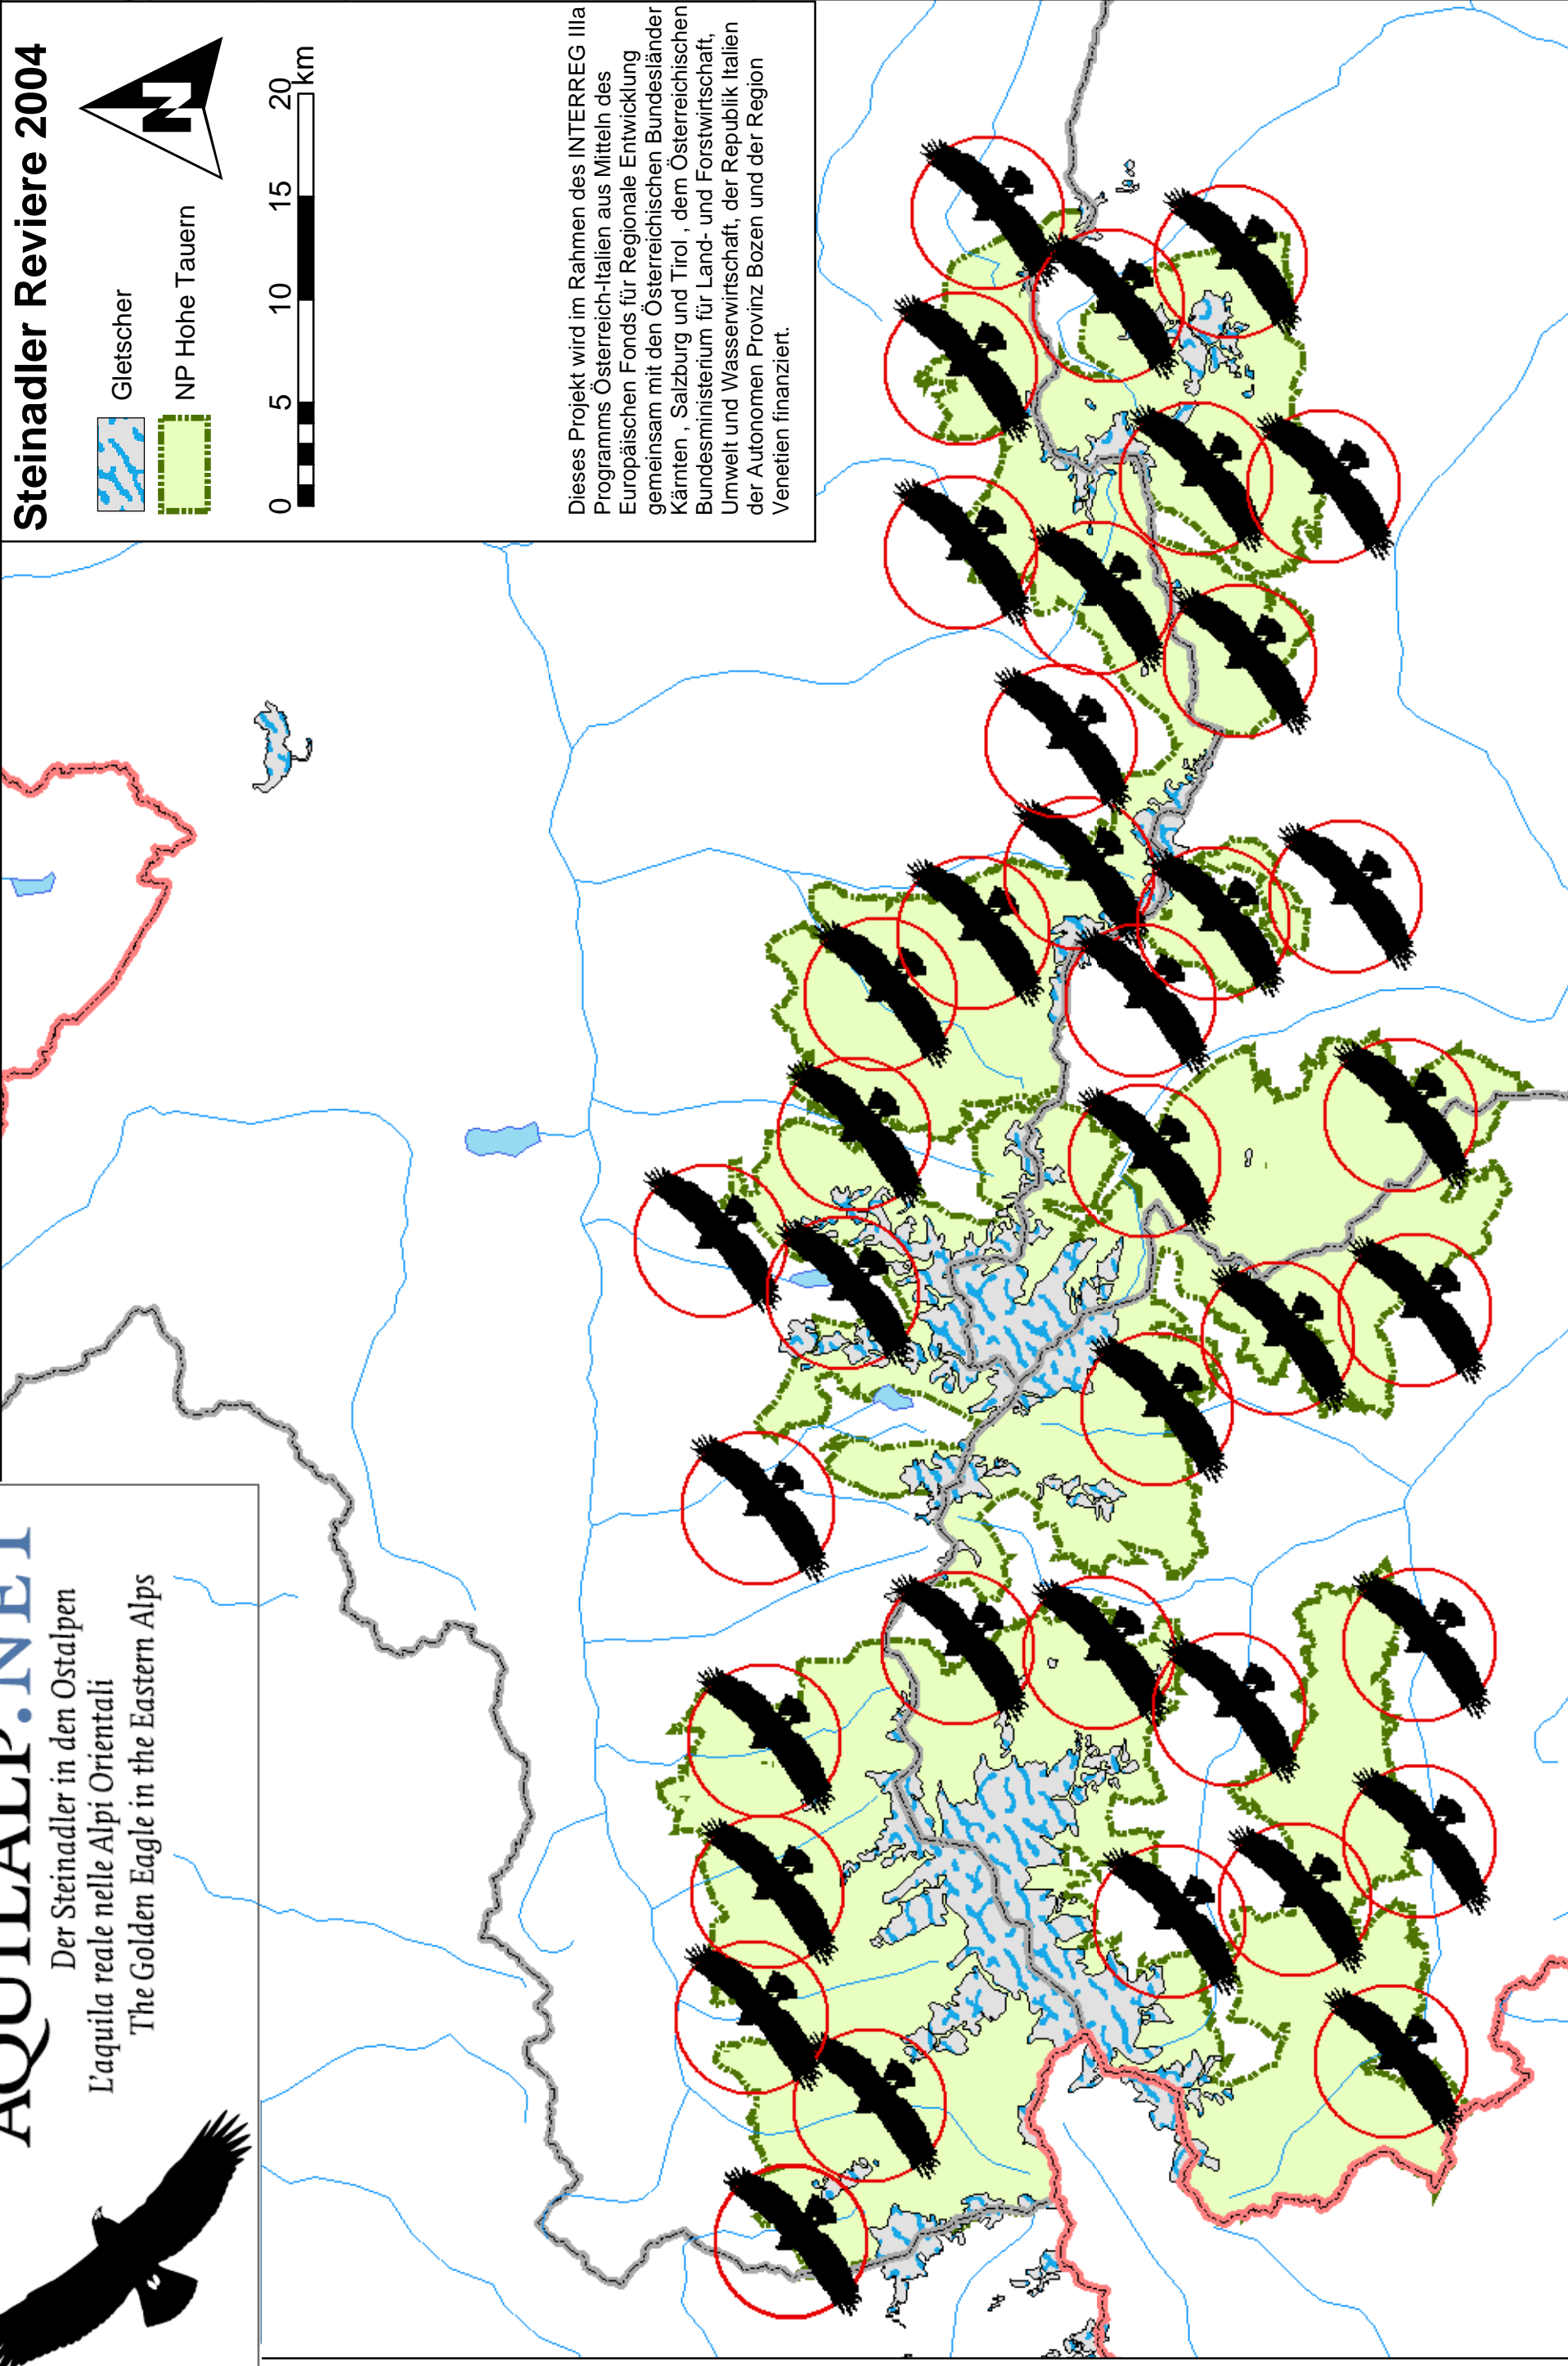 AQUILALP.NET
Der Steinadler in den Ostalpen
L'aquila reale nelle Alpi Orientali
The Golden Eagle in the Eastern Alps
Steinadler Reviere 2004
Gletscher
NP Hohe Tauern
N
0 5 10 15 20
km
Dieses Projekt wird im Rahmen des INTERREG IIIa
Programms Österreich-Italien aus Mitteln des
Europäischen Fonds für Regionale Entwicklung
gemeinsam mit den Österreichischen Bundesländer
Kärnten , Salzburg und Tirol , dem Österreichischen
Bundesministerium für Land- und Forstwirtschaft,
Umwelt und Wasserwirtschaft, der Republik Italien
der Autonomen Provinz Bozen und der Region
Venetien finanziert.